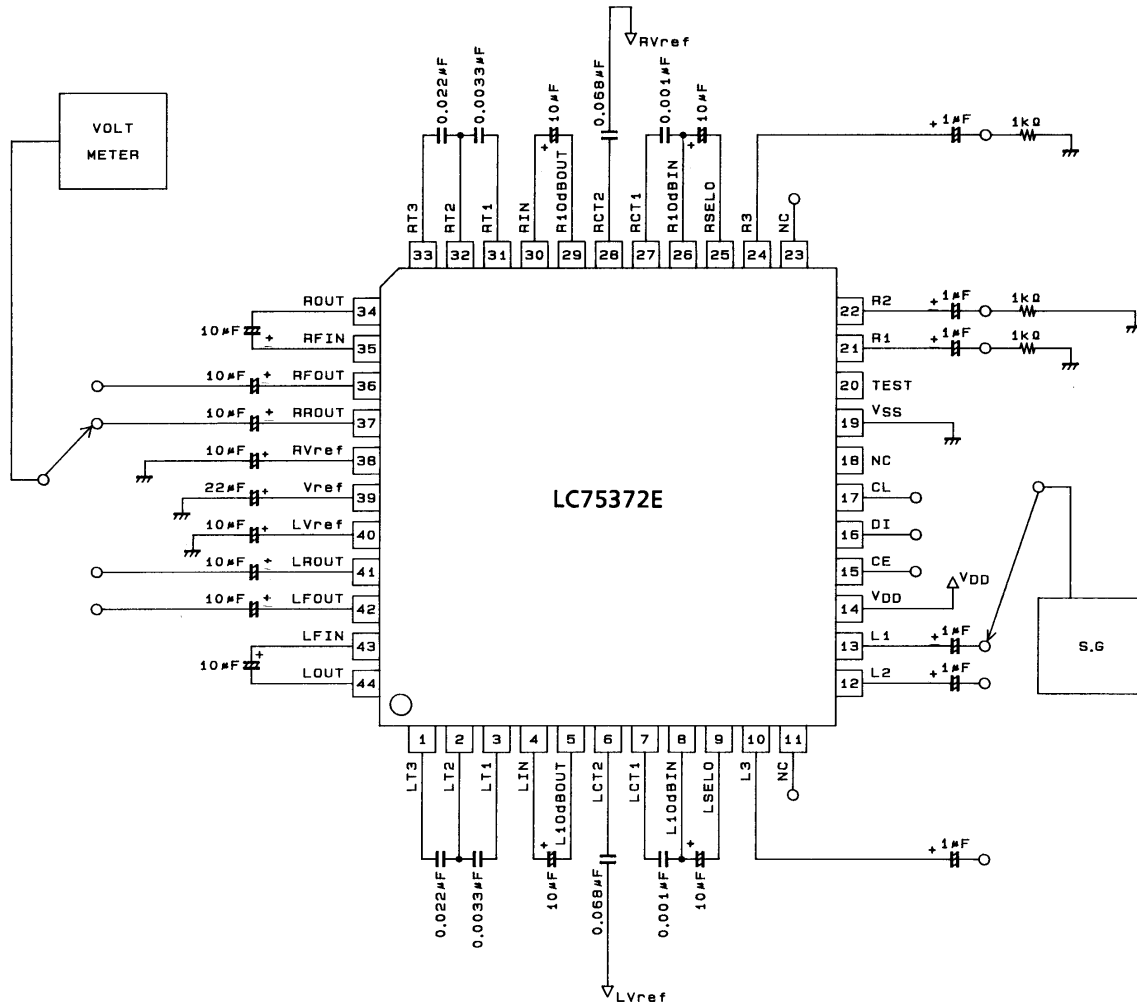 RVref
VOLT
METER
0.022µF
0.0033µF
10µF
0.068µF
0.001µF
10µF
1µF
1kΩ
RT3
RT2
RT1
RIN
R10dBOUT
RCT2
RCT1
R10dBIN
RSELO
R3
NC
33
32
31
30
29
28
27
26
25
24
23
ROUT
34
22
R2
1µF
1kΩ
10µF
RFIN
35
21
R1
1µF
1kΩ
10µF
RFOUT
36
20
TEST
10µF
RROUT
37
19
VSS
10µF
RVref
38
18
NC
22µF
Vref
39
LC75372E
17
CL
10µF
LVref
40
16
DI
10µF
LROUT
41
15
CE
10µF
LFOUT
42
14
VDD
VDD
LFIN
43
13
L1
1µF
S.G
10µF
LOUT
44
12
L2
1µF
1
2
3
4
5
6
7
8
9
10
11
LT3
LT2
LT1
LIN
L10dBOUT
LCT2
LCT1
L10dBIN
LSELO
L3
NC
1µF
0.022µF
0.0033µF
10µF
0.068µF
0.001µF
10µF
LVref